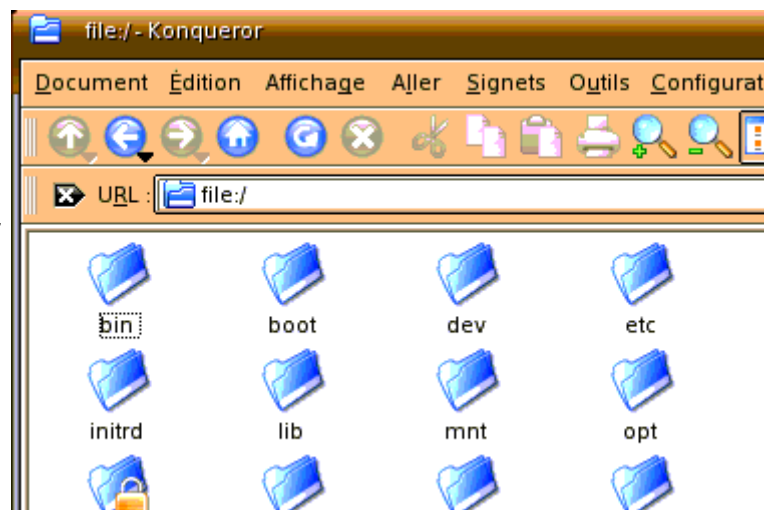 file:/ - Konqueror
Document Édition Affichage Aller Signets Outils Configurat
URL : file:/
bin boot dev etc
initrd lib mnt opt